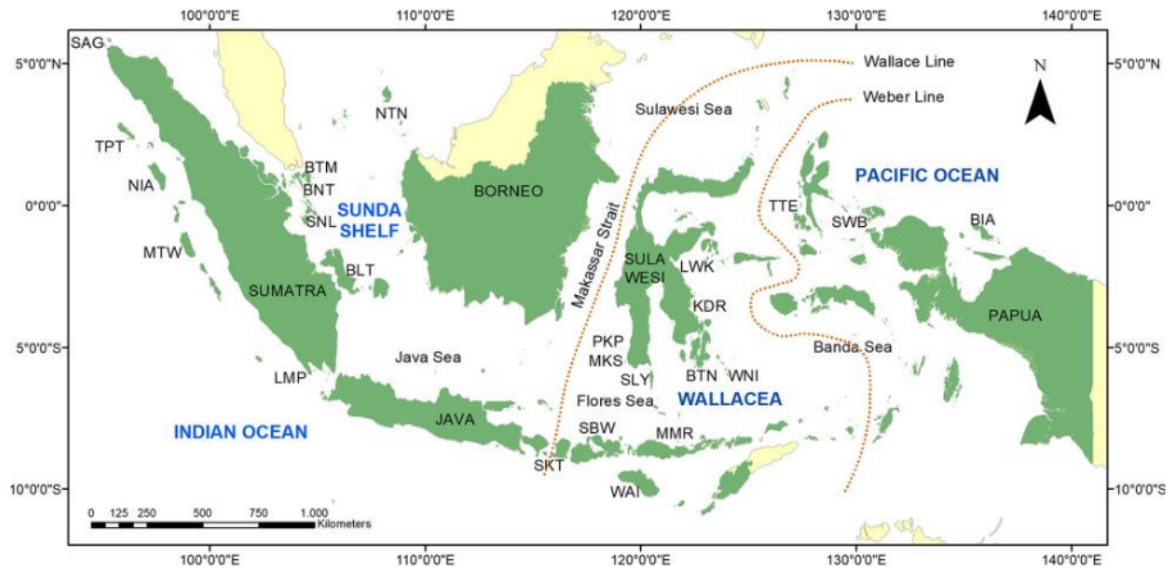 100°0'0"E 110°0'0"E 120°0'0"E 130°0'0"E 140°0'0"E
SAG
5°0'0"N
5°0'0"N
Wallace Line
N
Weber Line
NTN
Sulawesi Sea
TPT
BTM
NIA
BNT
BORNEO
PACIFIC OCEAN
0°0'0"
0°0'0"
SNL
SUNDA
SHELF
TTE
SWB
BIA
MTW
Makassar Strait
BLT
SULA
WESI
LWK
SUMATRA
KDR
PAPUA
5°0'0"S
5°0'0"S
Java Sea
PKP
MKS
Banda Sea
LMP
SLY
BTN
WNI
Flores Sea
WALLACEA
INDIAN OCEAN
JAVA
SBW
MMR
SKT
WAI
10°0'0"S
10°0'0"S
0 125 250 500 750 1.000
Kilometers
100°0'0"E 110°0'0"E 120°0'0"E 130°0'0"E 140°0'0"E